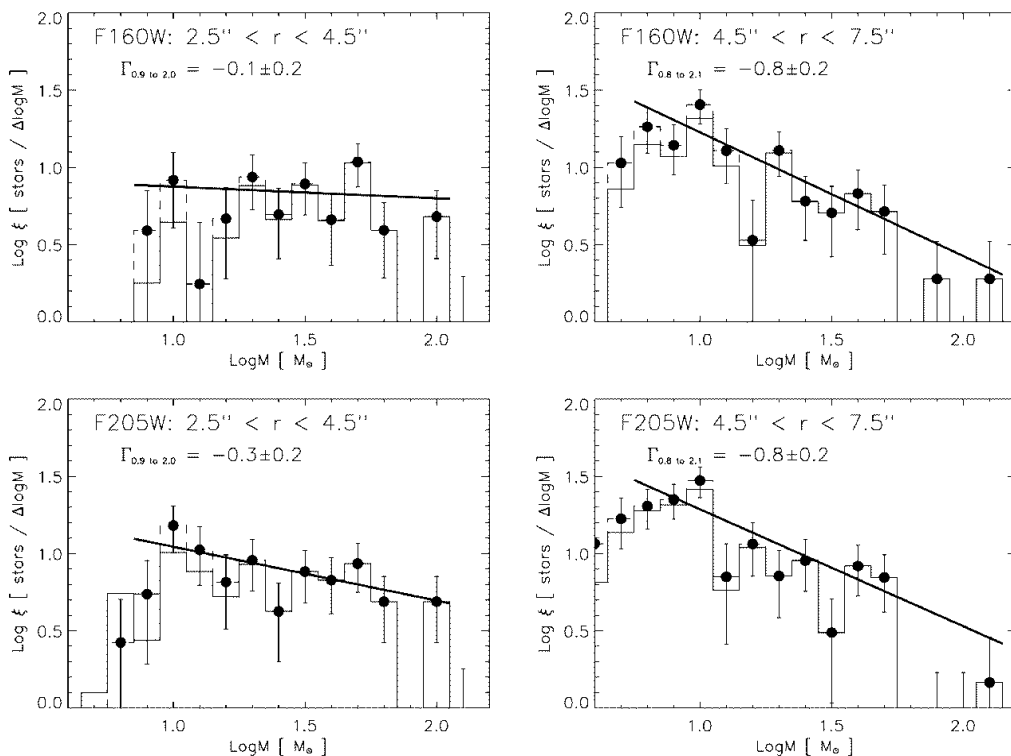 F160W: 2.5" < r < 4.5"
Γ0.9 to 2.0 = −0.1±0.2
Log ξ [ stars / ΔlogM ]
2.0
1.5
1.0
0.5
0.0
1.0 1.5 2.0
LogM [ M⊙ ]
F160W: 4.5" < r < 7.5"
Γ0.8 to 2.1 = −0.8±0.2
Log ξ [ stars / ΔlogM ]
2.0
1.5
1.0
0.5
0.0
1.0 1.5 2.0
LogM [ M⊙ ]
F205W: 2.5" < r < 4.5"
Γ0.9 to 2.0 = −0.3±0.2
Log ξ [ stars / ΔlogM ]
2.0
1.5
1.0
0.5
0.0
1.0 1.5 2.0
LogM [ M⊙ ]
F205W: 4.5" < r < 7.5"
Γ0.8 to 2.1 = −0.8±0.2
Log ξ [ stars / ΔlogM ]
2.0
1.5
1.0
0.5
0.0
1.0 1.5 2.0
LogM [ M⊙ ]